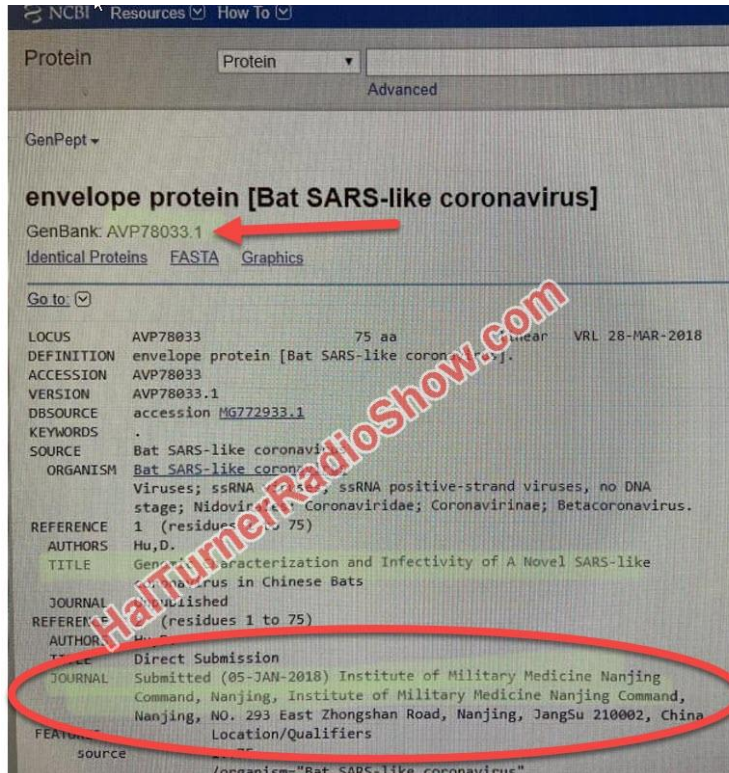 NCBI Resources How To
Protein Protein
Advanced
GenPept
envelope protein [Bat SARS-like coronavirus]
GenBank: AVP78033.1
Identical Proteins FASTA Graphics
Go to:
LOCUS AVP78033 75 aa linear VRL 28-MAR-2018
DEFINITION envelope protein [Bat SARS-like coronavirus].
ACCESSION AVP78033
VERSION AVP78033.1
DBSOURCE accession MG772933.1
KEYWORDS .
SOURCE Bat SARS-like coronavirus
ORGANISM Bat SARS-like coronavirus
Viruses; ssRNA viruses; ssRNA positive-strand viruses, no DNA
stage; Nidovirales; Coronaviridae; Coronavirinae; Betacoronavirus.
REFERENCE 1 (residues 1 to 75)
AUTHORS Hu,D.
TITLE Genetic Characterization and Infectivity of A Novel SARS-like
coronavirus in Chinese Bats
JOURNAL Unpublished
REFERENCE (residues 1 to 75)
AUTHORS
TITLE Direct Submission
JOURNAL Submitted (05-JAN-2018) Institute of Military Medicine Nanjing
Command, Nanjing, Institute of Military Medicine Nanjing Command,
Nanjing, NO. 293 East Zhongshan Road, Nanjing, JangSu 210002, China
FEATURES Location/Qualifiers
source
/organism="Bat SARS-like coronavirus"
HalTurnerRadioShow.com